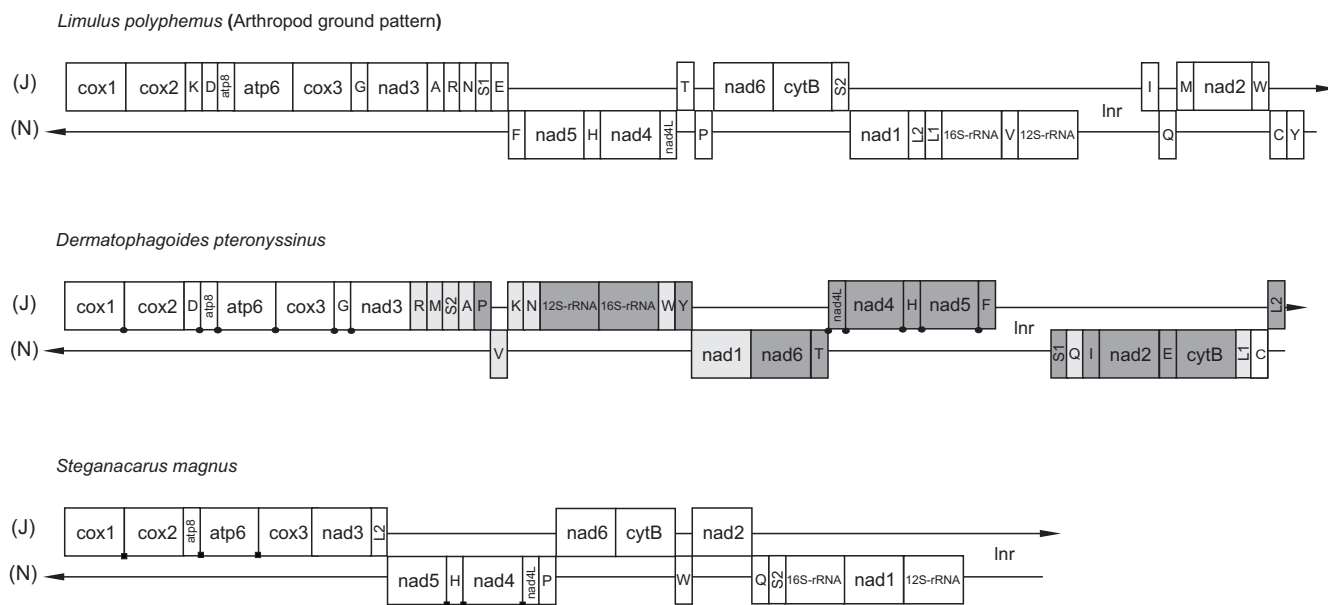 Limulus polyphemus (Arthropod ground pattern)
(J) cox1 cox2 K D atp8 atp6 cox3 G nad3 A R N S1 E T nad6 cytB S2 I M nad2 W
lnr
(N) F nad5 H nad4 nad4L P nad1 L2 L1 16S-rRNA V 12S-rRNA Q C Y
Dermatophagoides pteronyssinus
(J) cox1 cox2 D atp8 atp6 cox3 G nad3 R M S2 A P K N 12S-rRNA 16S-rRNA W Y nad4L nad4 H nad5 F L2
lnr
(N) V nad1 nad6 T S1 Q I nad2 E cytB L1 C
Steganacarus magnus
(J) cox1 cox2 atp8 atp6 cox3 nad3 L2 nad6 cytB nad2
lnr
(N) nad5 H nad4 nad4L P W Q S2 16S-rRNA nad1 12S-rRNA